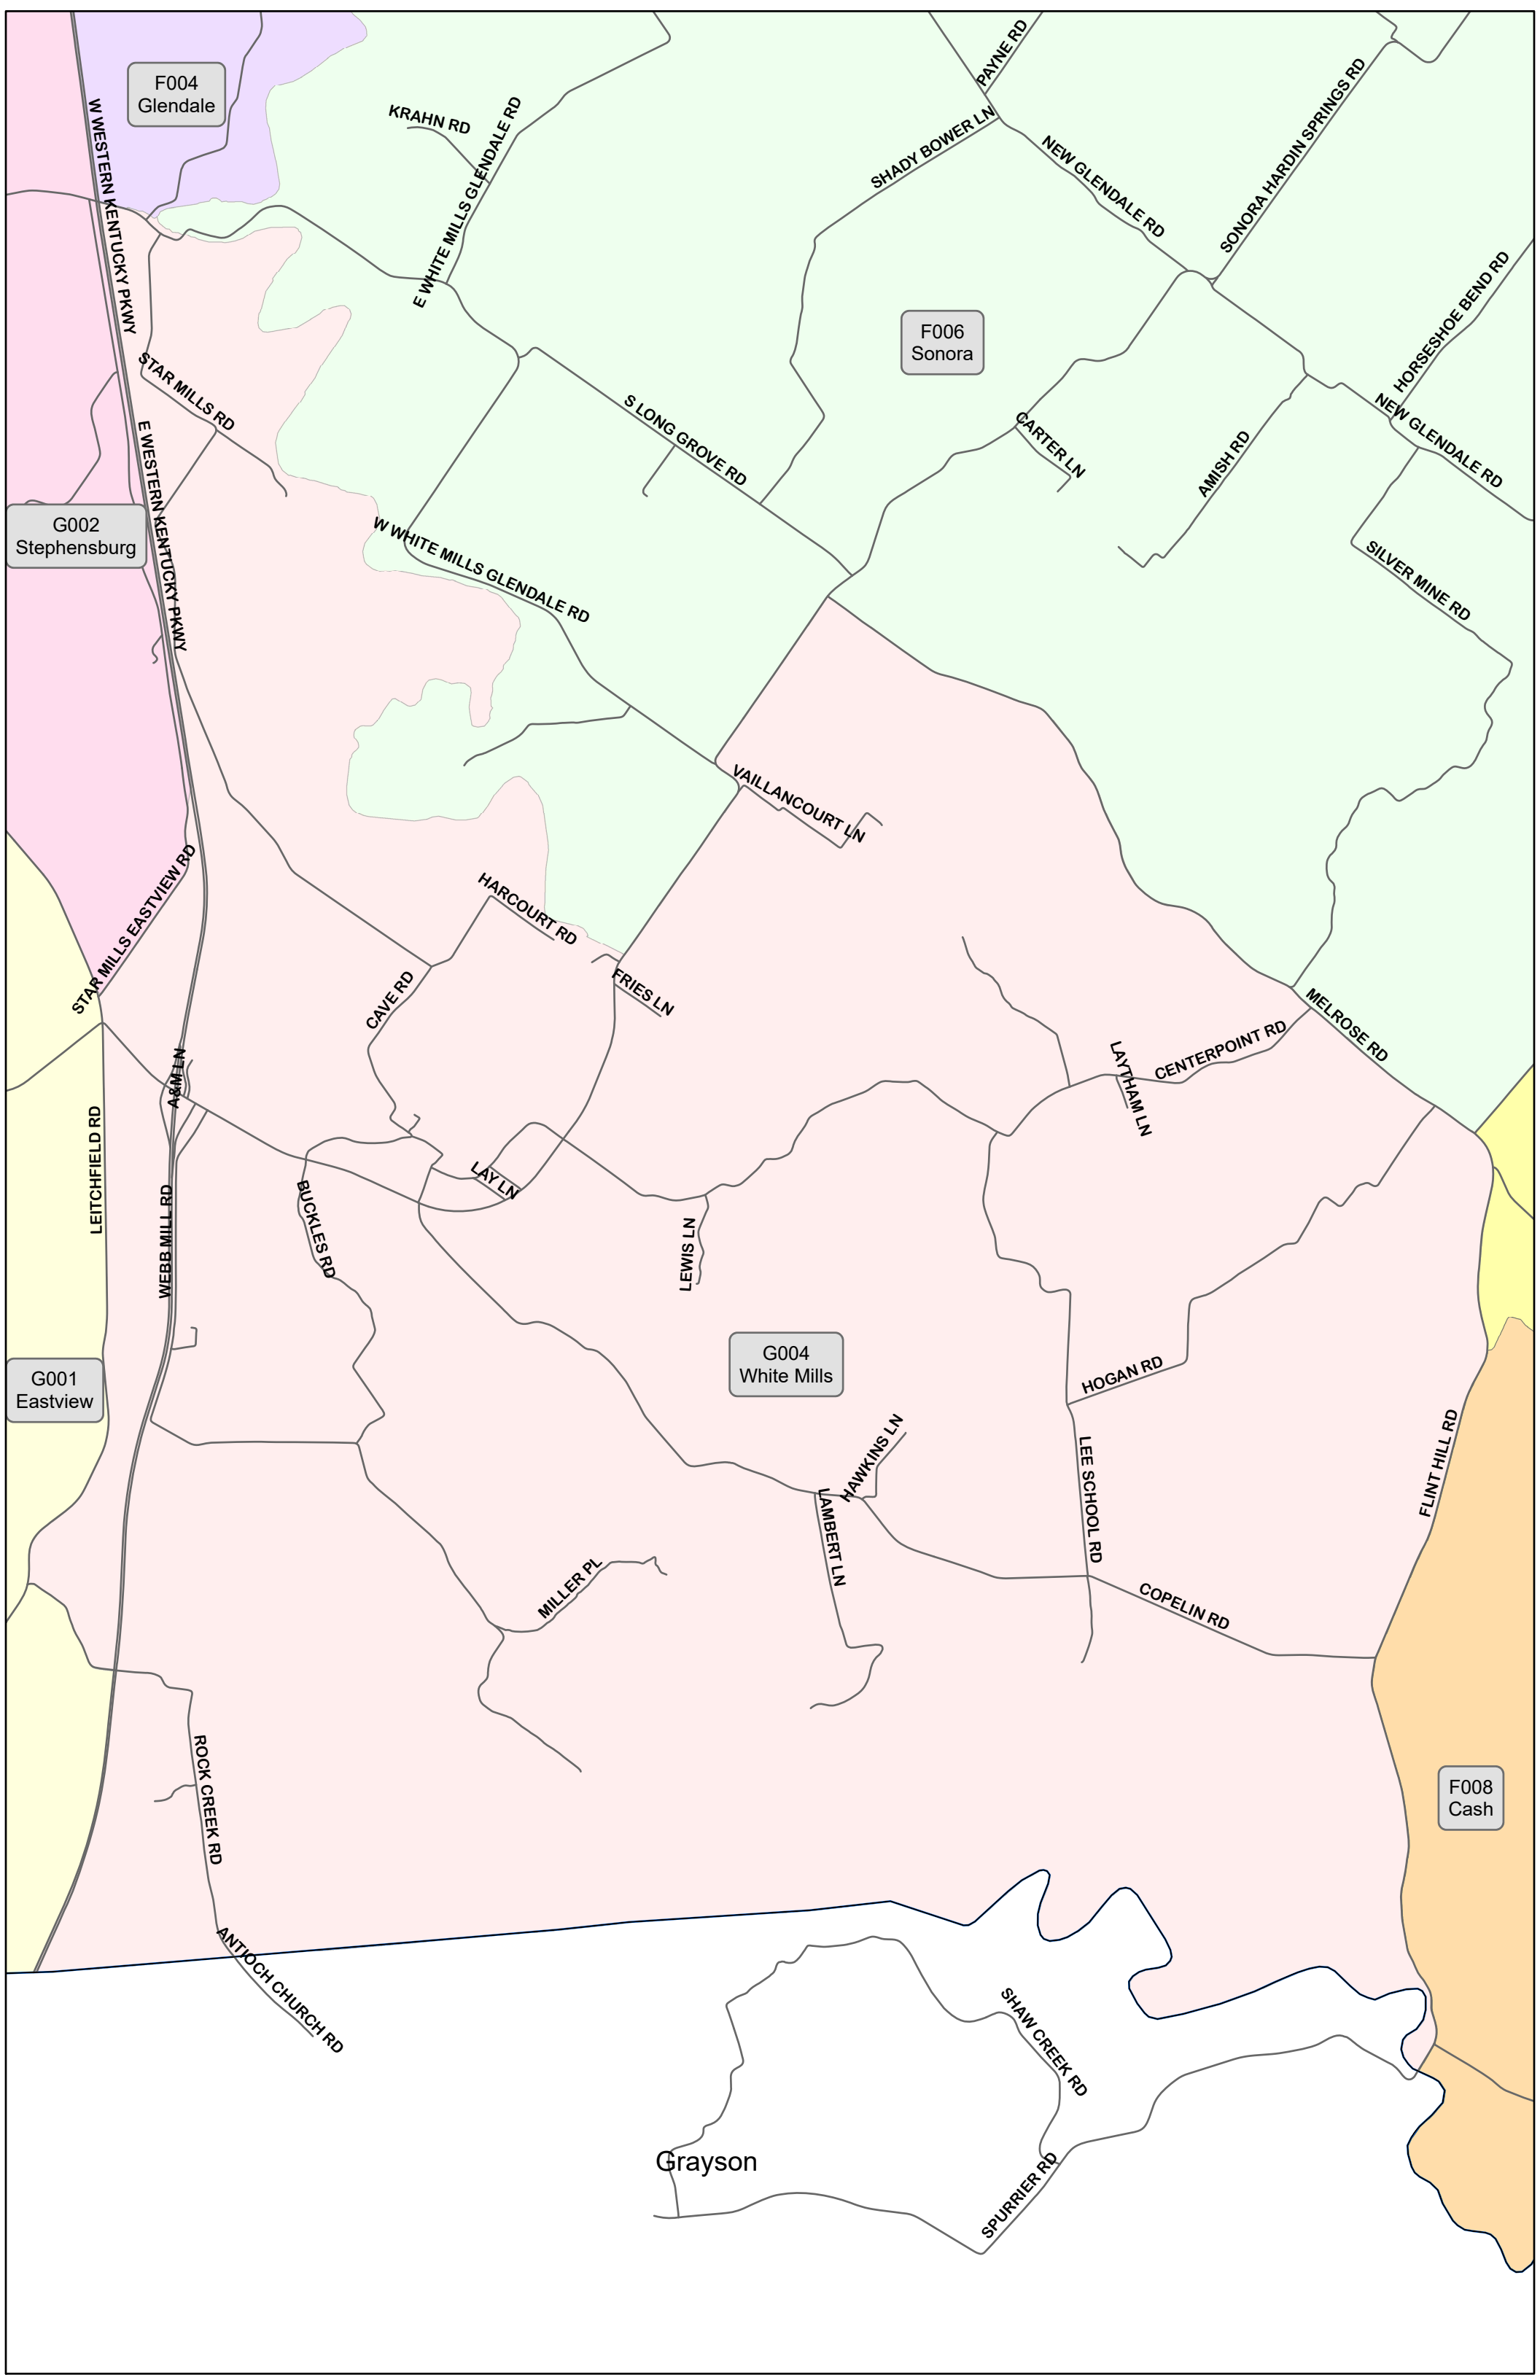 PAYNE RD
F004
Glendale
KRAHN RD
E WHITE MILLS GLENDALE RD
SHADY BOWER LN
NEW GLENDALE RD
SONORA HARDIN SPRINGS RD
W WESTERN KENTUCKY PKWY
HORSESHOE BEND RD
F006
Sonora
STAR MILLS RD
S LONG GROVE RD
CARTER LN
AMISH RD
NEW GLENDALE RD
E WESTERN KENTUCKY PKWY
G002
Stephensburg
W WHITE MILLS GLENDALE RD
SILVER MINE RD
VAILLANCOURT LN
STAR MILLS EASTVIEW RD
HARCOURT RD
FRIES LN
CAVE RD
MELROSE RD
CENTERPOINT RD
LAYTHAM LN
A&M LN
LEITCHFIELD RD
LAY LN
BUCKLES RD
WEBB MILL RD
LEWIS LN
G004
White Mills
G001
Eastview
HOGAN RD
HAWKINS LN
FLINT HILL RD
LEE SCHOOL RD
LAMBERT LN
MILLER PL
COPELIN RD
ROCK CREEK RD
F008
Cash
ANTIOCH CHURCH RD
SHAW CREEK RD
Grayson
SPURRIER RD